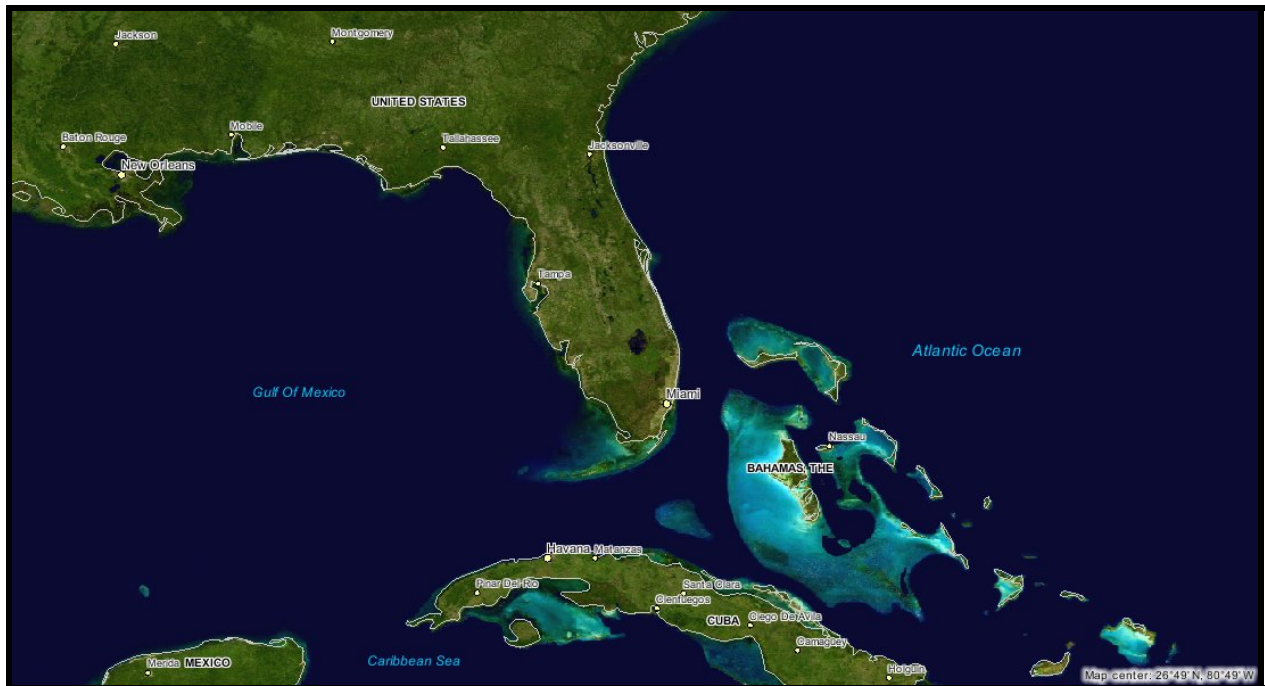 Jackson
Montgomery
UNITED STATES
Mobile
Baton Rouge
Tallahassee
Jacksonville
New Orleans
Tampa
Atlantic Ocean
Gulf Of Mexico
Miami
Nassau
BAHAMAS, THE
Havana
Matanzas
Pinar Del Rio
Santa Clara
Cienfuegos
CUBA
Ciego De Avila
Camagüey
Caribbean Sea
Merida
MEXICO
Holguin
Map center: 26°49'N, 80°49'W